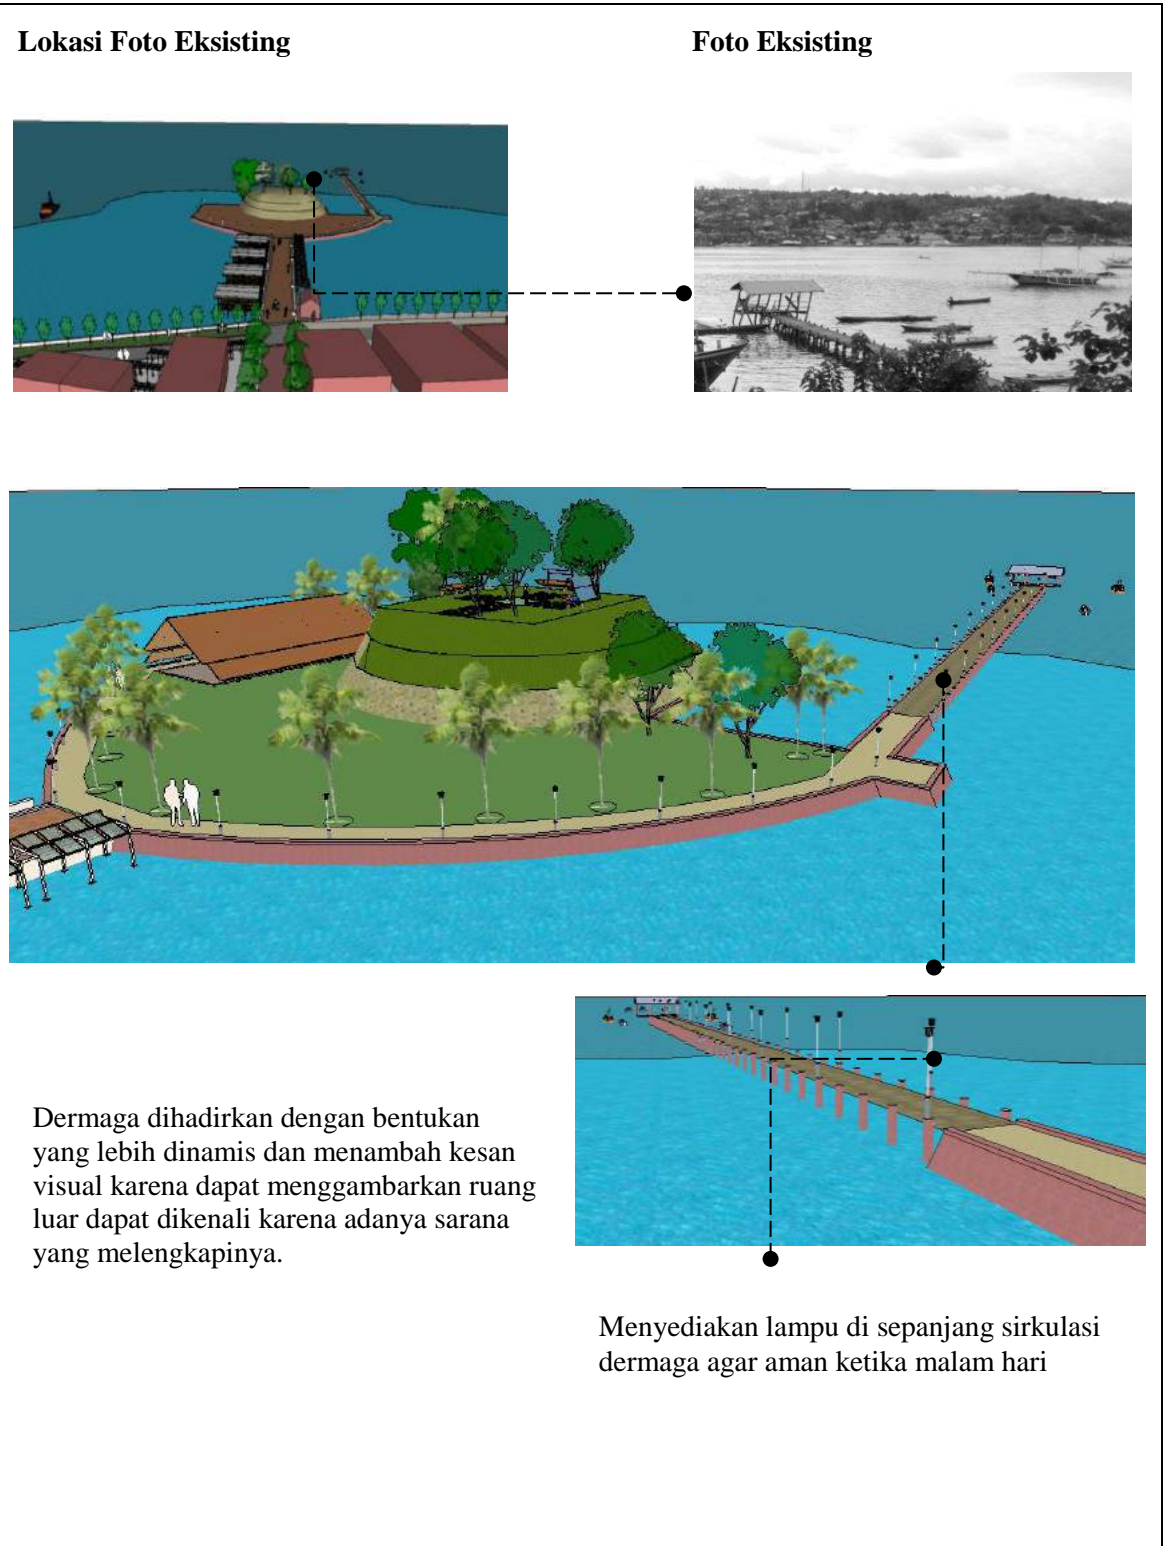 Lokasi Foto Eksisting
Foto Eksisting
Dermaga dihadirkan dengan bentukan
yang lebih dinamis dan menambah kesan
visual karena dapat menggambarkan ruang
luar dapat dikenali karena adanya sarana
yang melengkapinya.
Menyediakan lampu di sepanjang sirkulasi
dermaga agar aman ketika malam hari